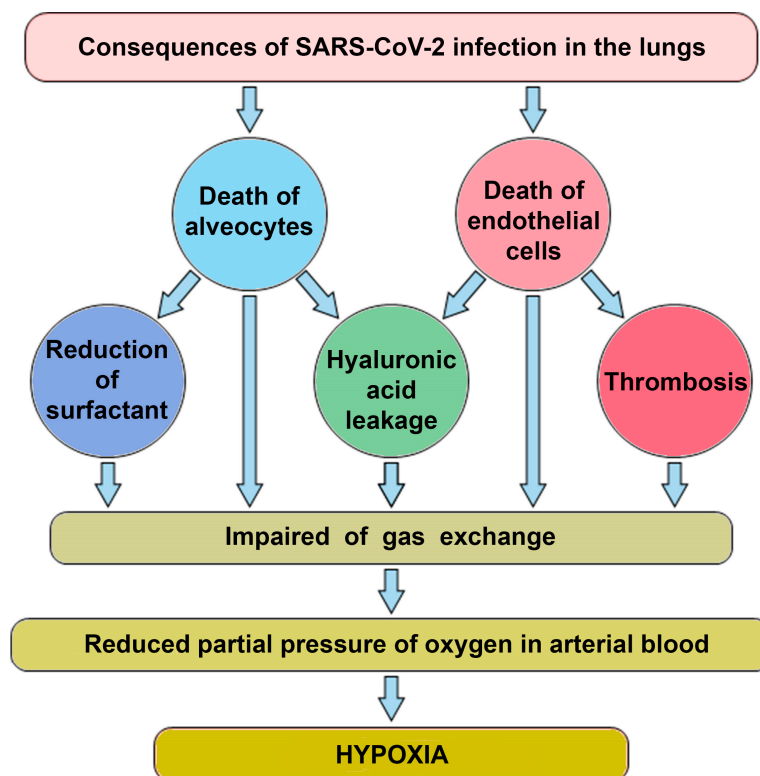 Consequences of SARS-CoV-2 infection in the lungs
Death of
alveocytes
Death of
endothelial
cells
Reduction
of
surfactant
Hyaluronic
acid
leakage
Thrombosis
Impaired of gas exchange
Reduced partial pressure of oxygen in arterial blood
HYPOXIA